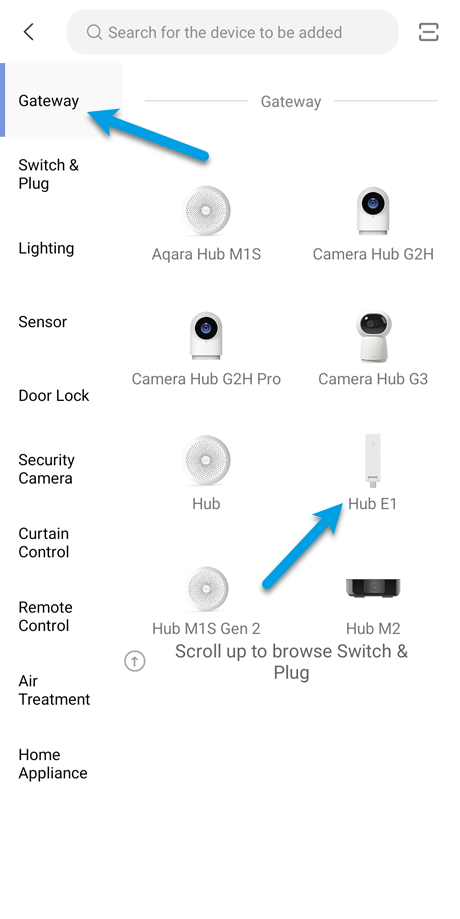 Search for the device to be added
Gateway
Gateway
Switch &
Plug
Aqara Hub M1S
Camera Hub G2H
Lighting
Sensor
Camera Hub G2H Pro
Camera Hub G3
Door Lock
Security
Camera
Hub
Hub E1
Curtain
Control
Remote
Control
Hub M1S Gen 2
Hub M2
Scroll up to browse Switch &
Plug
Air
Treatment
Home
Appliance